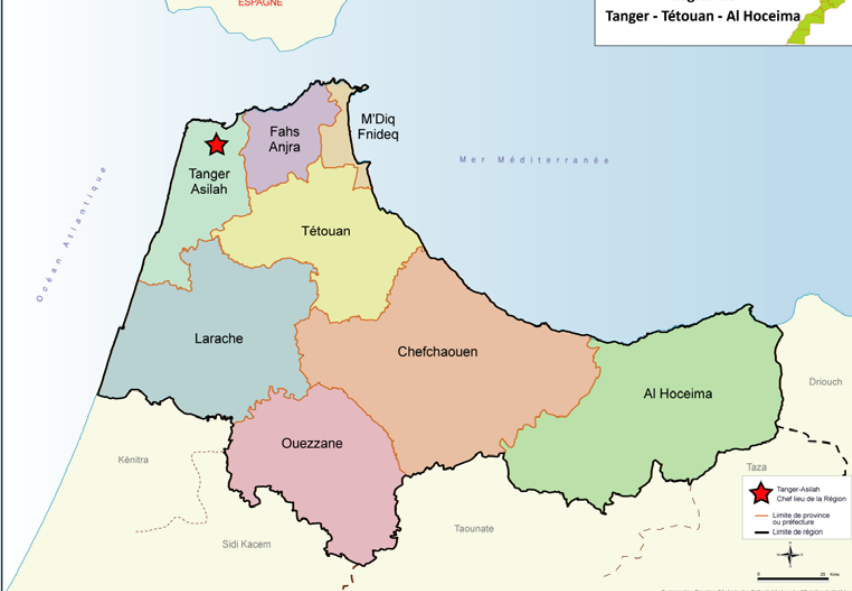 ESPAGNE
Tanger - Tétouan - Al Hoceima
M'Diq
Fnideq
Fahs
Anjra
Mer Méditerranée
Tanger
Asilah
Océan Atlantique
Tétouan
Larache
Chefchaouen
Driouch
Al Hoceima
Ouezzane
Kénitra
Taza
Tanger-Asilah
Chef lieu de la Région
Limite de province
ou préfecture
Limite de région
Taounate
Sidi Kacem
0 25 Kms.